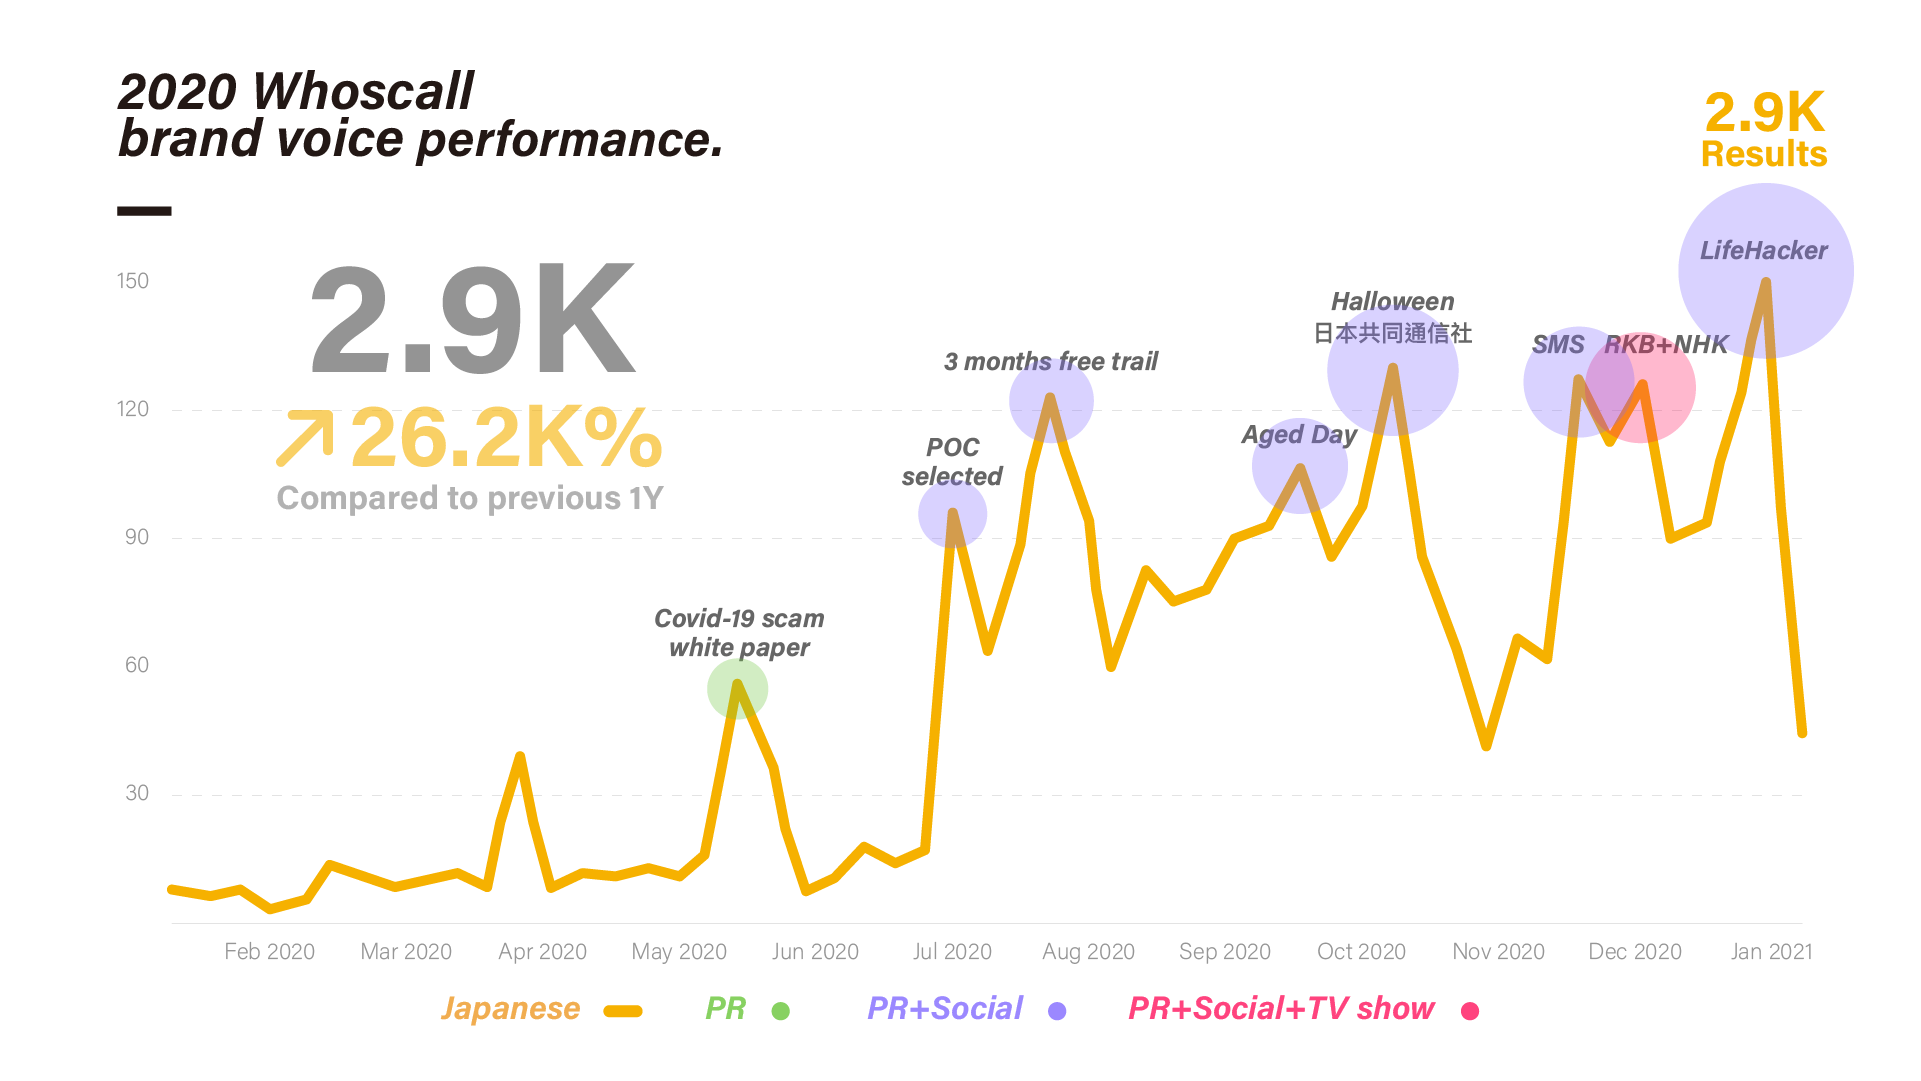 2020 Whoscall
brand voice performance.
2.9K
Results
2.9K
26.2K%
Compared to previous 1Y
150
120
90
60
30
Covid-19 scam
white paper
POC
selected
3 months free trail
Aged Day
Halloween
日本共同通信社
SMS
RKB+NHK
LifeHacker
Feb 2020
Mar 2020
Apr 2020
May 2020
Jun 2020
Jul 2020
Aug 2020
Sep 2020
Oct 2020
Nov 2020
Dec 2020
Jan 2021
Japanese
PR
PR+Social
PR+Social+TV show